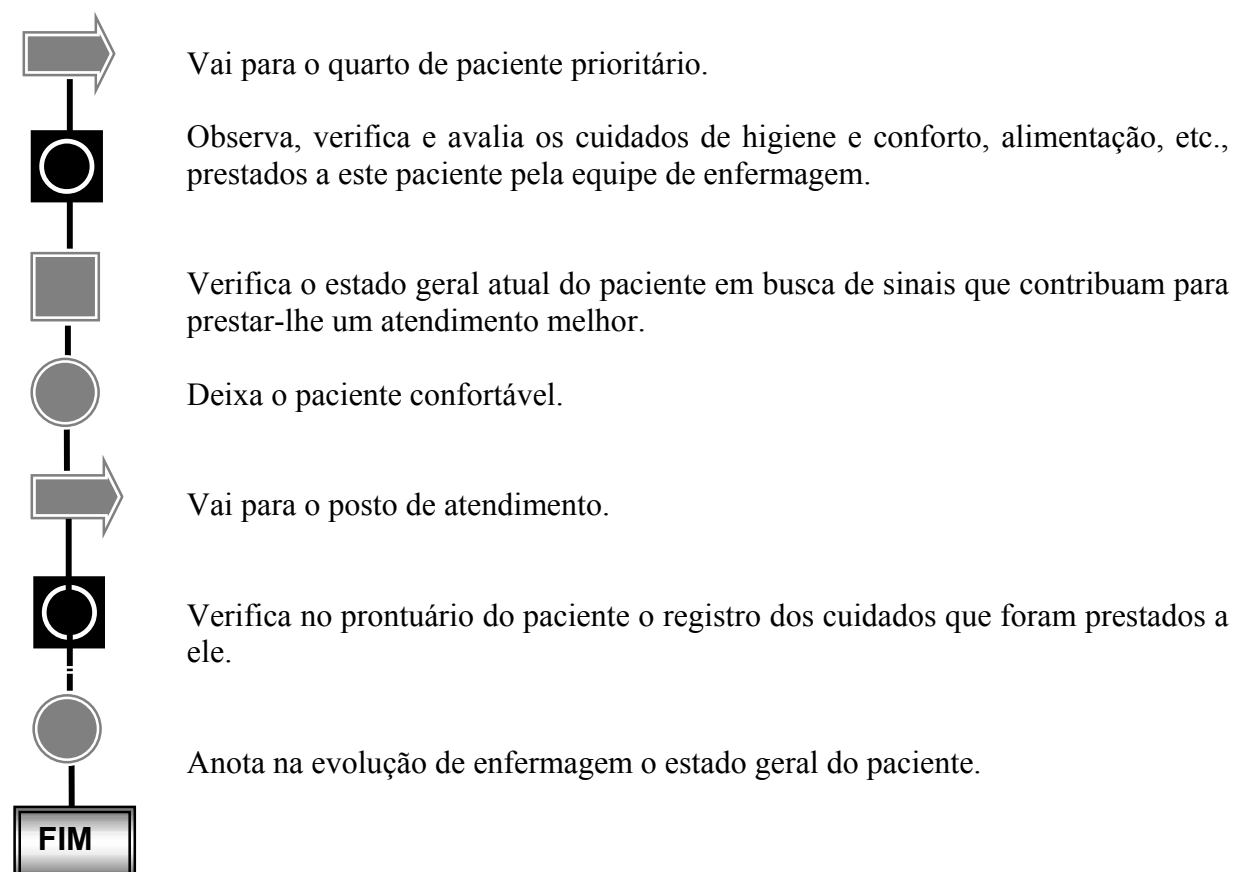 Vai para o quarto de paciente prioritário.
Observa, verifica e avalia os cuidados de higiene e conforto, alimentação, etc.,
prestados a este paciente pela equipe de enfermagem.
Verifica o estado geral atual do paciente em busca de sinais que contribuam para
prestar-lhe um atendimento melhor.
Deixa o paciente confortável.
Vai para o posto de atendimento.
Verifica no prontuário do paciente o registro dos cuidados que foram prestados a
ele.
Anota na evolução de enfermagem o estado geral do paciente.
FIM